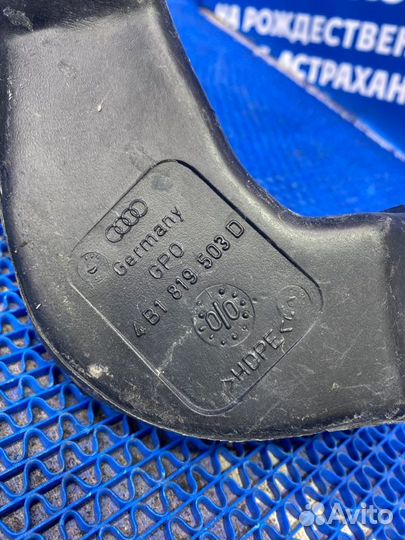 НА РОЖДЕСТВЕН
АСТРАХАН
Germany
GPO
4B1 819 503 D
>HDPE<
Avito